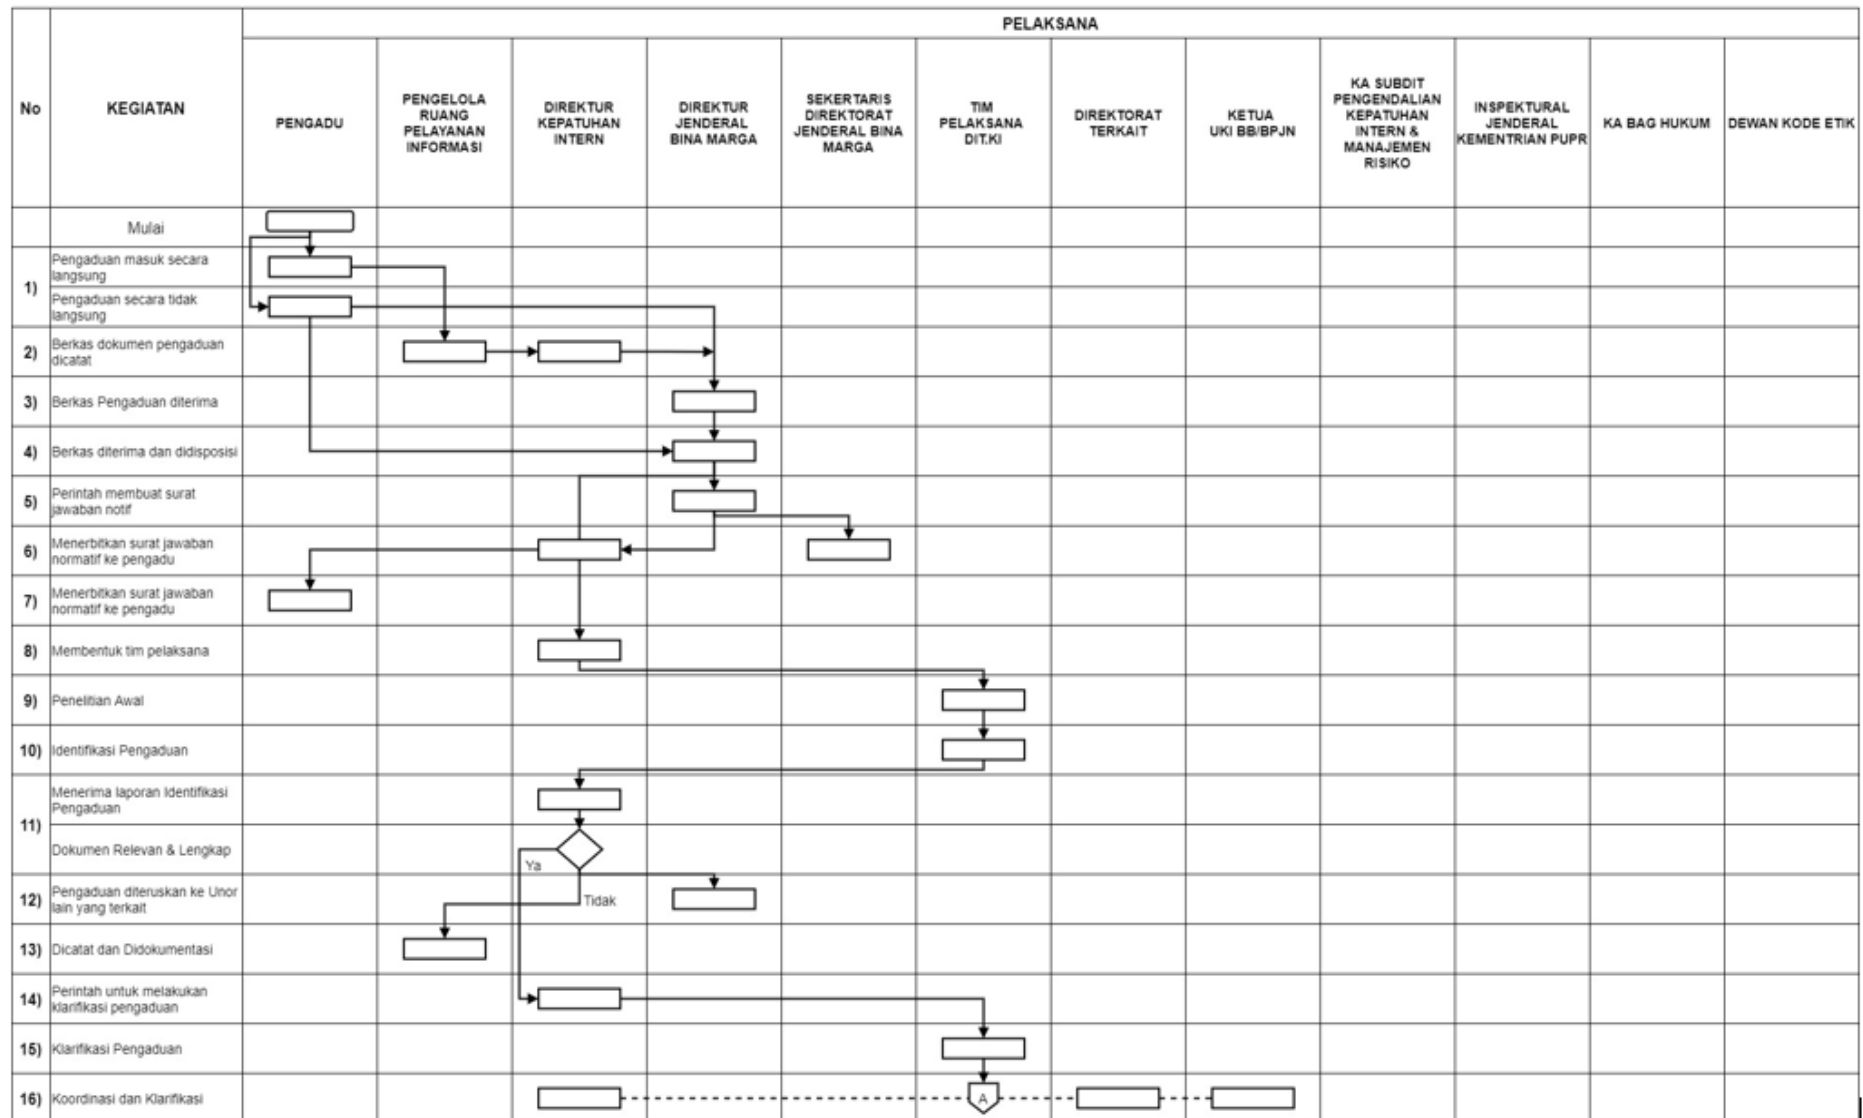 PELAKSANA
No
KEGIATAN
PENGADU
PENGELOLA
RUANG
PELAYANAN
INFORMASI
DIREKTUR
KEPATUHAN
INTERN
DIREKTUR
JENDERAL
BINA MARGA
SEKERTARIS
DIREKTORAT
JENDERAL BINA
MARGA
TIM
PELAKSANA
DIT.KI
DIREKTORAT
TERKAIT
KETUA
UKI BB/BPJN
KA SUBDIT
PENGENDALIAN
KEPATUHAN
INTERN &
MANAJEMEN
RISIKO
INSPEKTURAL
JENDERAL
KEMENTRIAN PUPR
KA BAG HUKUM
DEWAN KODE ETIK
Mulai
1)
Pengaduan masuk secara
langsung
Pengaduan secara tidak
langsung
2)
Berkas dokumen pengaduan
dicatat
3)
Berkas Pengaduan diterima
4)
Berkas diterima dan didisposisi
5)
Perintah membuat surat
jawaban notif
6)
Menerbitkan surat jawaban
normatif ke pengadu
7)
Menerbitkan surat jawaban
normatif ke pengadu
8)
Membentuk tim pelaksana
9)
Penelitian Awal
10)
Identifikasi Pengaduan
11)
Menerima laporan Identifikasi
Pengaduan
Dokumen Relevan & Lengkap
Ya
12)
Pengaduan diteruskan ke Unor
lain yang terkait
Tidak
13)
Dicatat dan Didokumentasi
14)
Perintah untuk melakukan
klarifikasi pengaduan
15)
Klarifikasi Pengaduan
16)
Koordinasi dan Klarifikasi
A